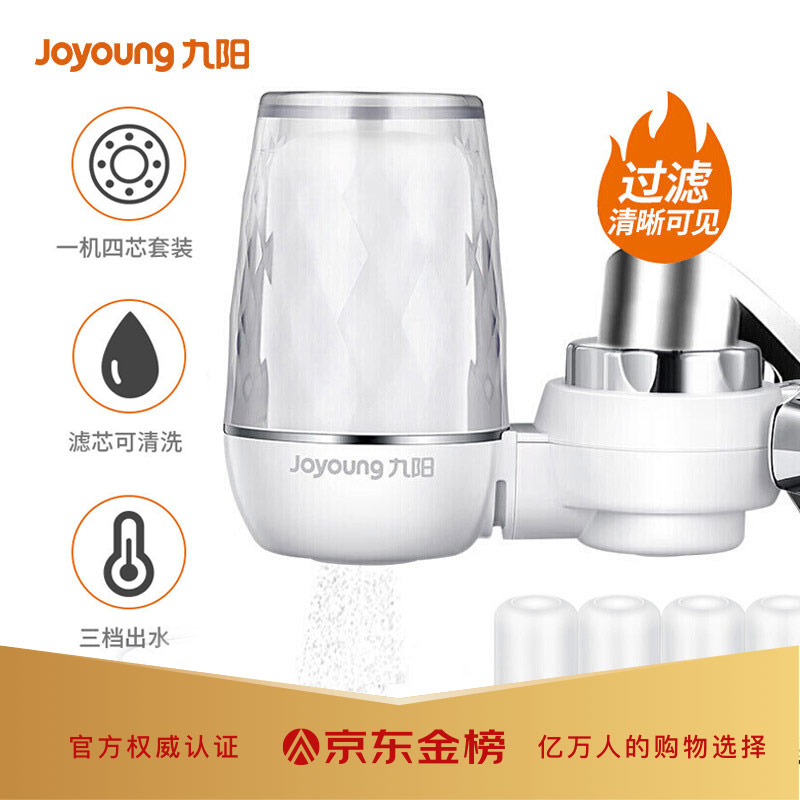 Joyoung 九阳
一机四芯套装
滤芯可清洗
三档出水
过滤
清晰可见
Joyoung 九阳
官方权威认证
京东金榜
亿万人的购物选择